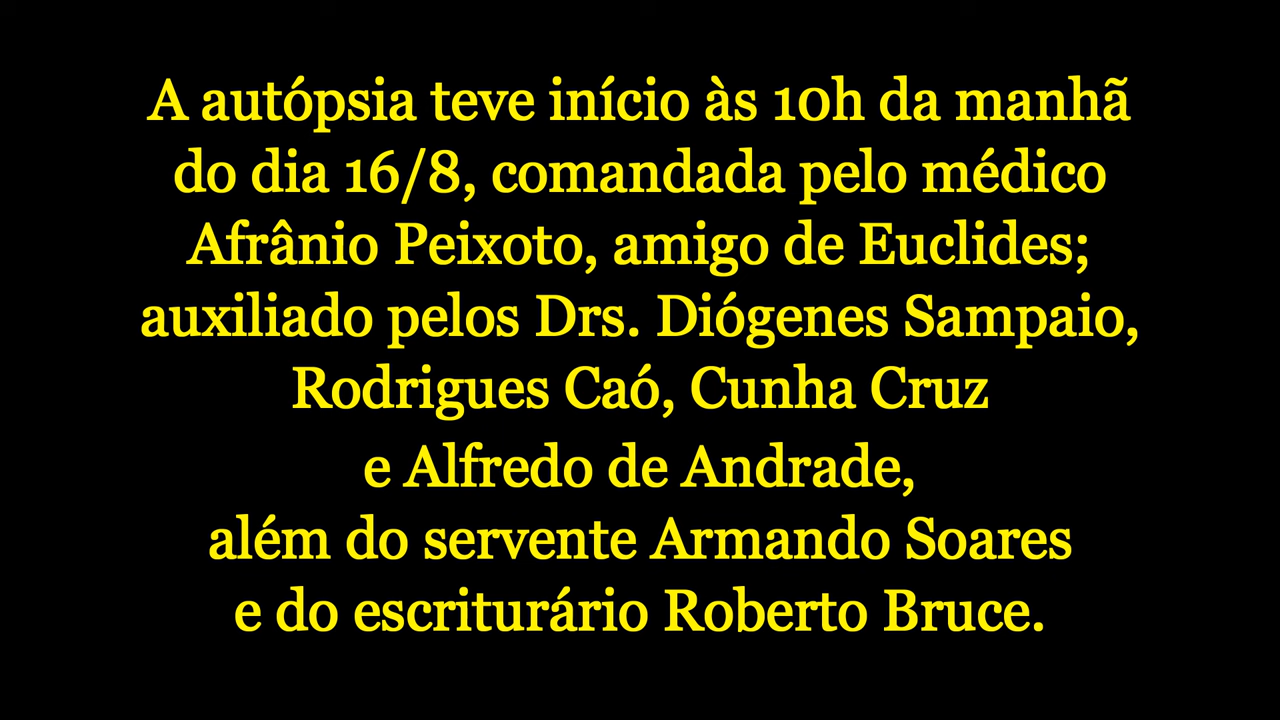 A autópsia teve início às 10h da manhã
do dia 16/8, comandada pelo médico
Afrânio Peixoto, amigo de Euclides;
auxiliado pelos Drs. Diógenes Sampaio,
Rodrigues Caó, Cunha Cruz
e Alfredo de Andrade,
além do servente Armando Soares
e do escriturário Roberto Bruce.